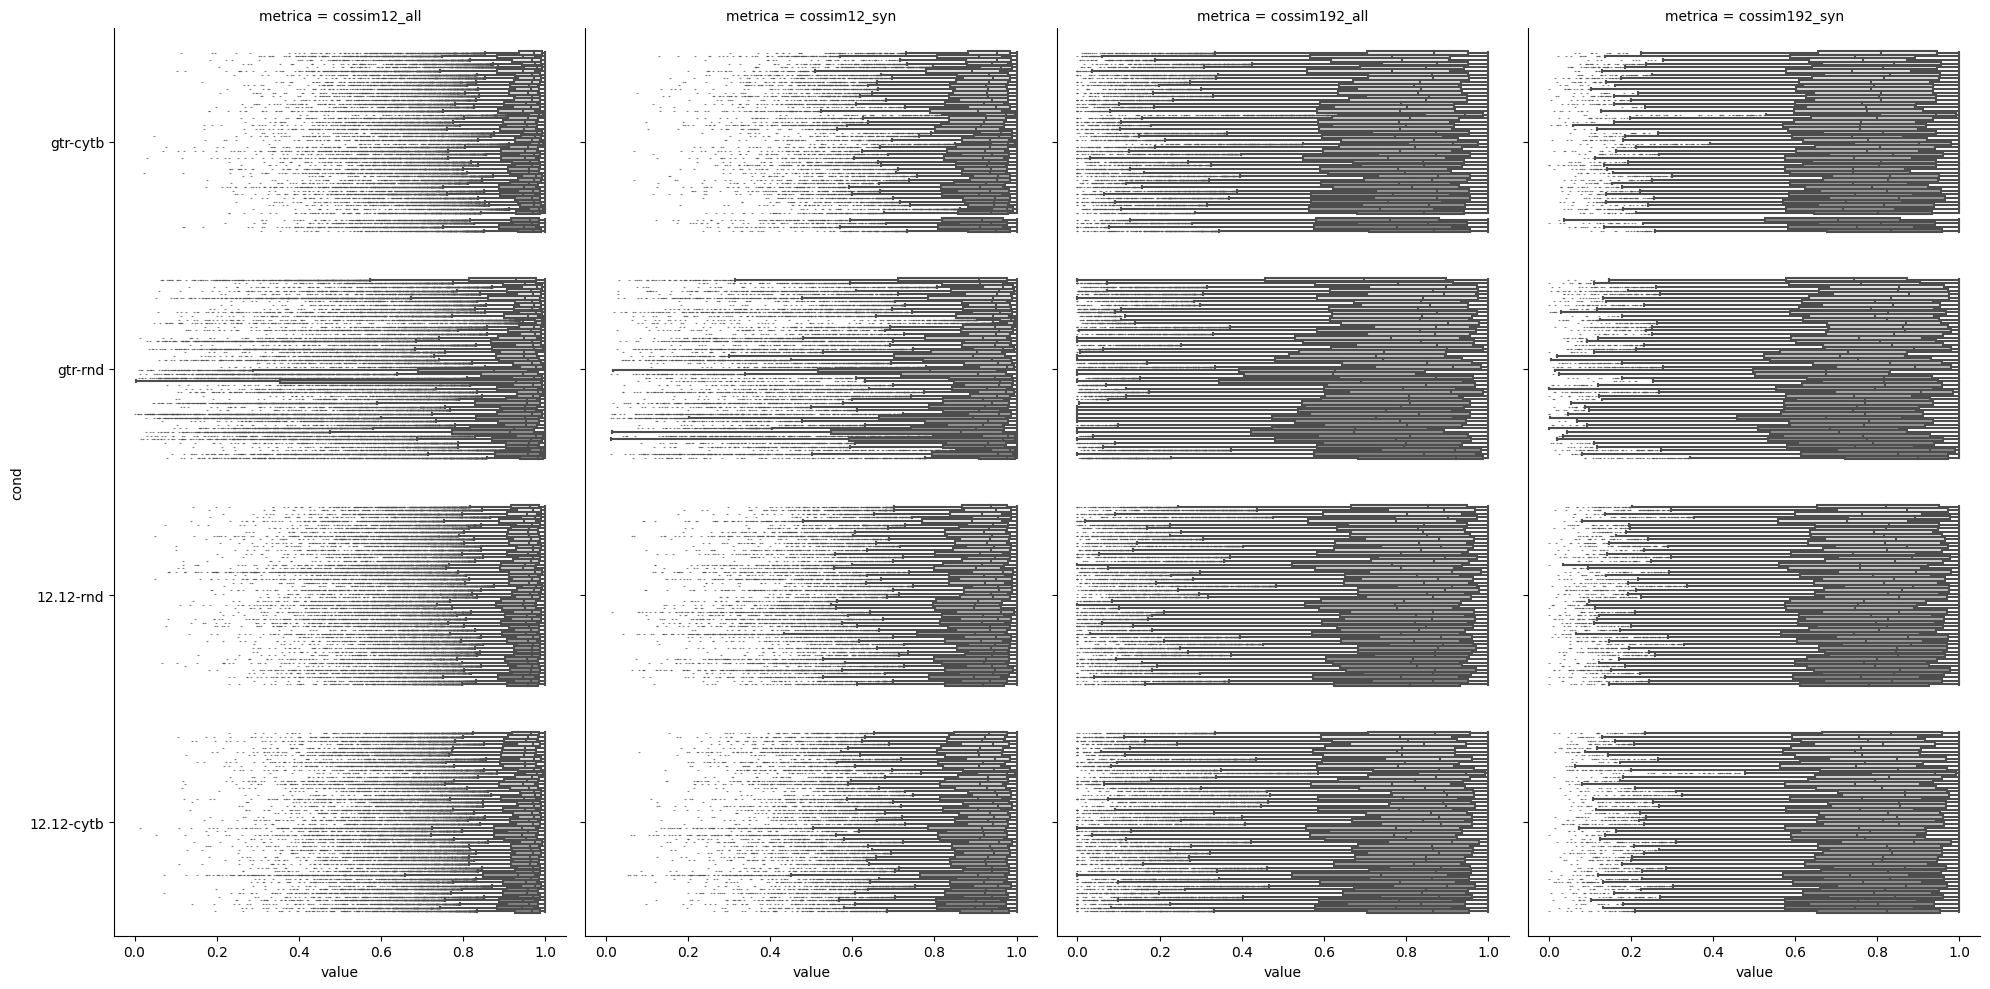 metrica = cossim12_all
metrica = cossim12_syn
metrica = cossim192_all
metrica = cossim192_syn
cond
gtr-cytb
gtr-rnd
12.12-rnd
12.12-cytb
0.0 0.2 0.4 0.6 0.8 1.0
0.0 0.2 0.4 0.6 0.8 1.0
0.0 0.2 0.4 0.6 0.8 1.0
0.0 0.2 0.4 0.6 0.8 1.0
value
value
value
value